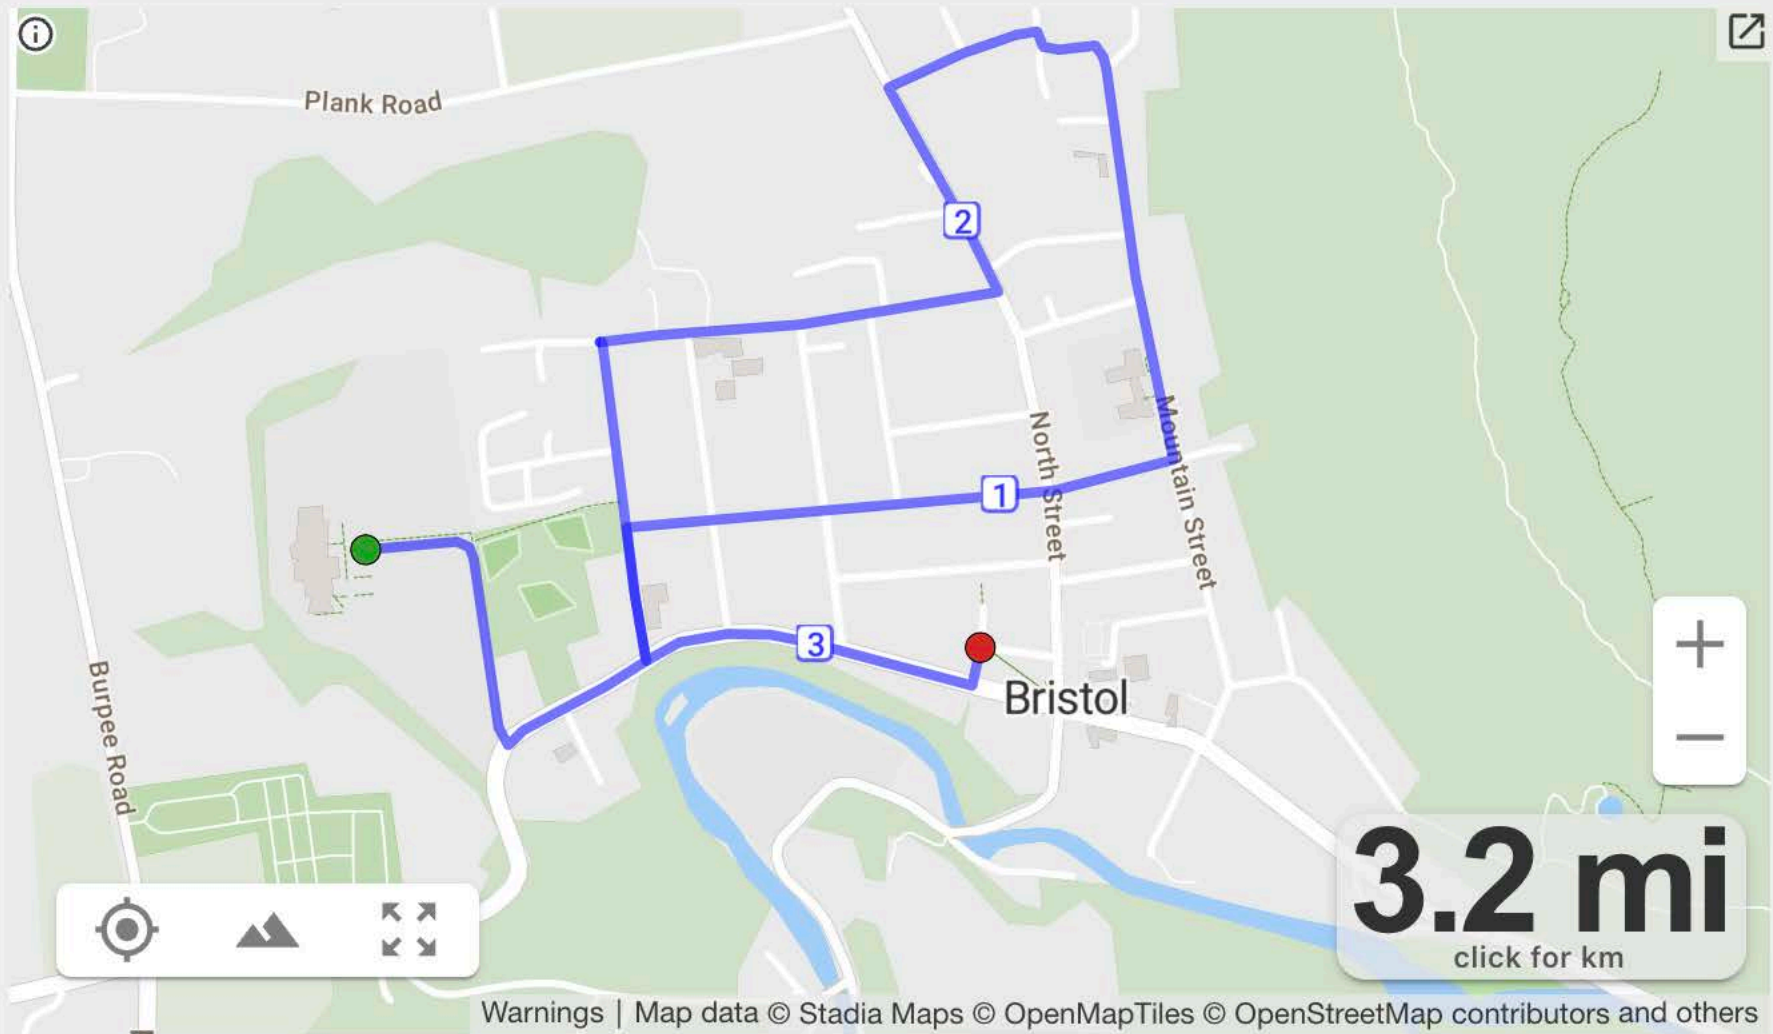 Plank Road
2
North Street
Mountain Street
1
3
Bristol
Burpee Road
3.2 mi
click for km
Warnings | Map data © Stadia Maps © OpenMapTiles © OpenStreetMap contributors and others